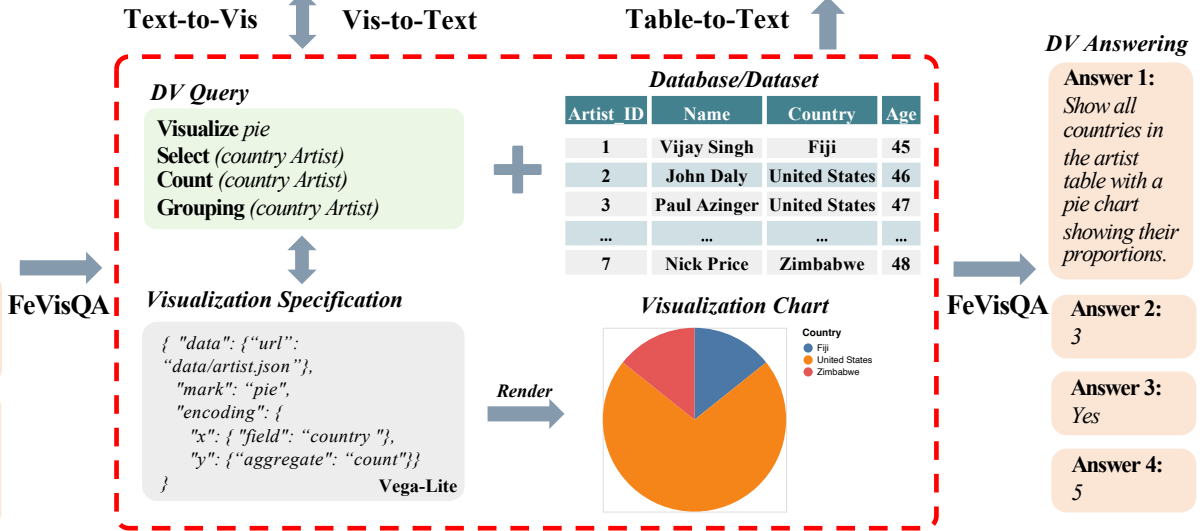 Text-to-Vis
Vis-to-Text
Table-to-Text
FeVisQA
DV Query
Visualize pie
Select (country Artist)
Count (country Artist)
Grouping (country Artist)
Database/Dataset
Artist_ID Name Country Age
1 Vijay Singh Fiji 45
2 John Daly United States 46
3 Paul Azinger United States 47
... ... ... ...
7 Nick Price Zimbabwe 48
Visualization Specification
{ "data": {“url”:
“data/artist.json”},
"mark": “pie”,
"encoding": {
"x": { "field": “country "},
"y": {“aggregate": “count"}}
}
Vega-Lite
Render
Visualization Chart
Country
Fiji
United States
Zimbabwe
FeVisQA
DV Answering
Answer 1:
Show all
countries in
the artist
table with a
pie chart
showing their
proportions.
Answer 2:
3
Answer 3:
Yes
Answer 4:
5